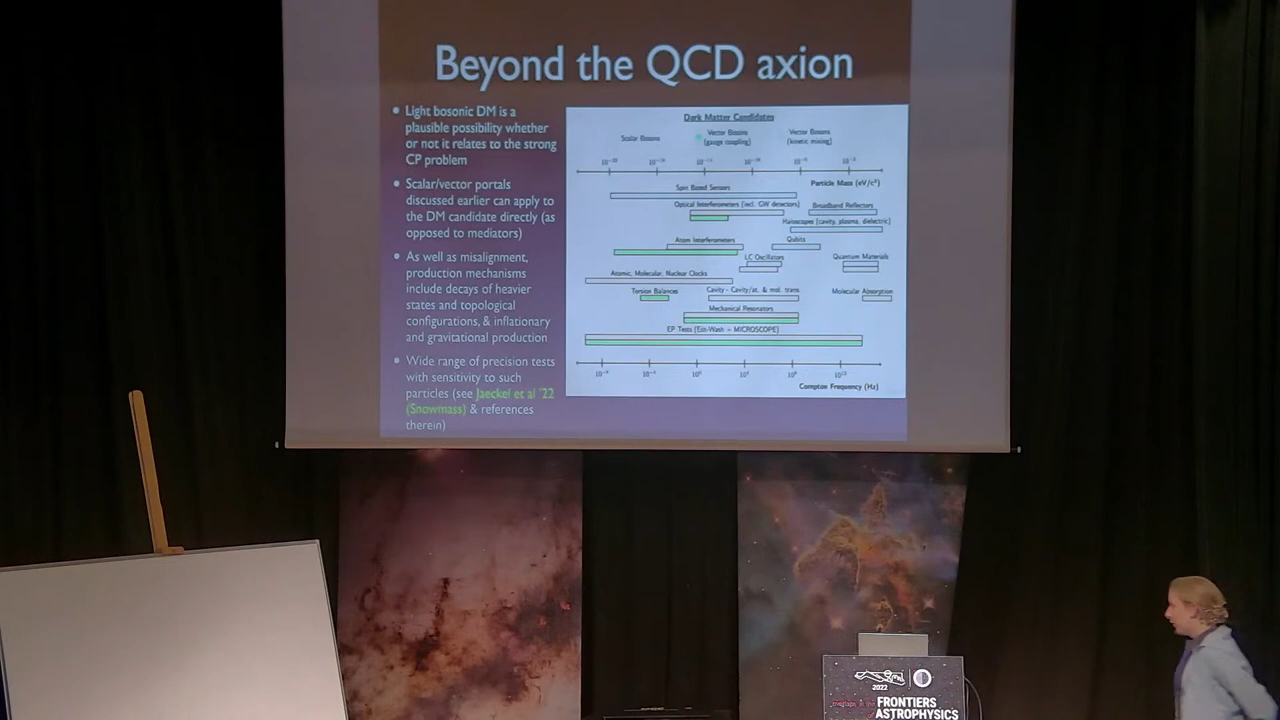 Beyond the QCD axion
• Light bosonic DM is a
plausible possibility whether
or not it relates to the strong
CP problem
• Scalar/vector portals
discussed earlier can apply to
the DM candidate directly (as
opposed to mediators)
• As well as misalignment,
production mechanisms
include decays of heavier
states and topological
configurations, & inflationary
and gravitational production
• Wide range of precision tests
with sensitivity to such
particles (see Jaeckel et al '22
(Snowmass) & references
therein)
Dark Matter Candidates
Scalar Bosons
Vector Bosons
(gauge coupling)
Vector Bosons
(kinetic mixing)
Particle Mass (eV/c²)
Spin Based Sensors
Optical Interferometers (incl. GW detectors)
Broadband Reflectors
Haloscopes (cavity, plasma, dielectric)
Atom Interferometers
Qubits
LC Oscillators
Quantum Materials
Atomic, Molecular, Nuclear Clocks
Torsion Balances
Cavity - Cavity/at. & mol. trans
Molecular Absorption
Mechanical Resonators
EP Tests (Eöt-Wash + MICROSCOPE)
Compton Frequency (Hz)
2022
FRONTIERS
ASTROPHYSICS